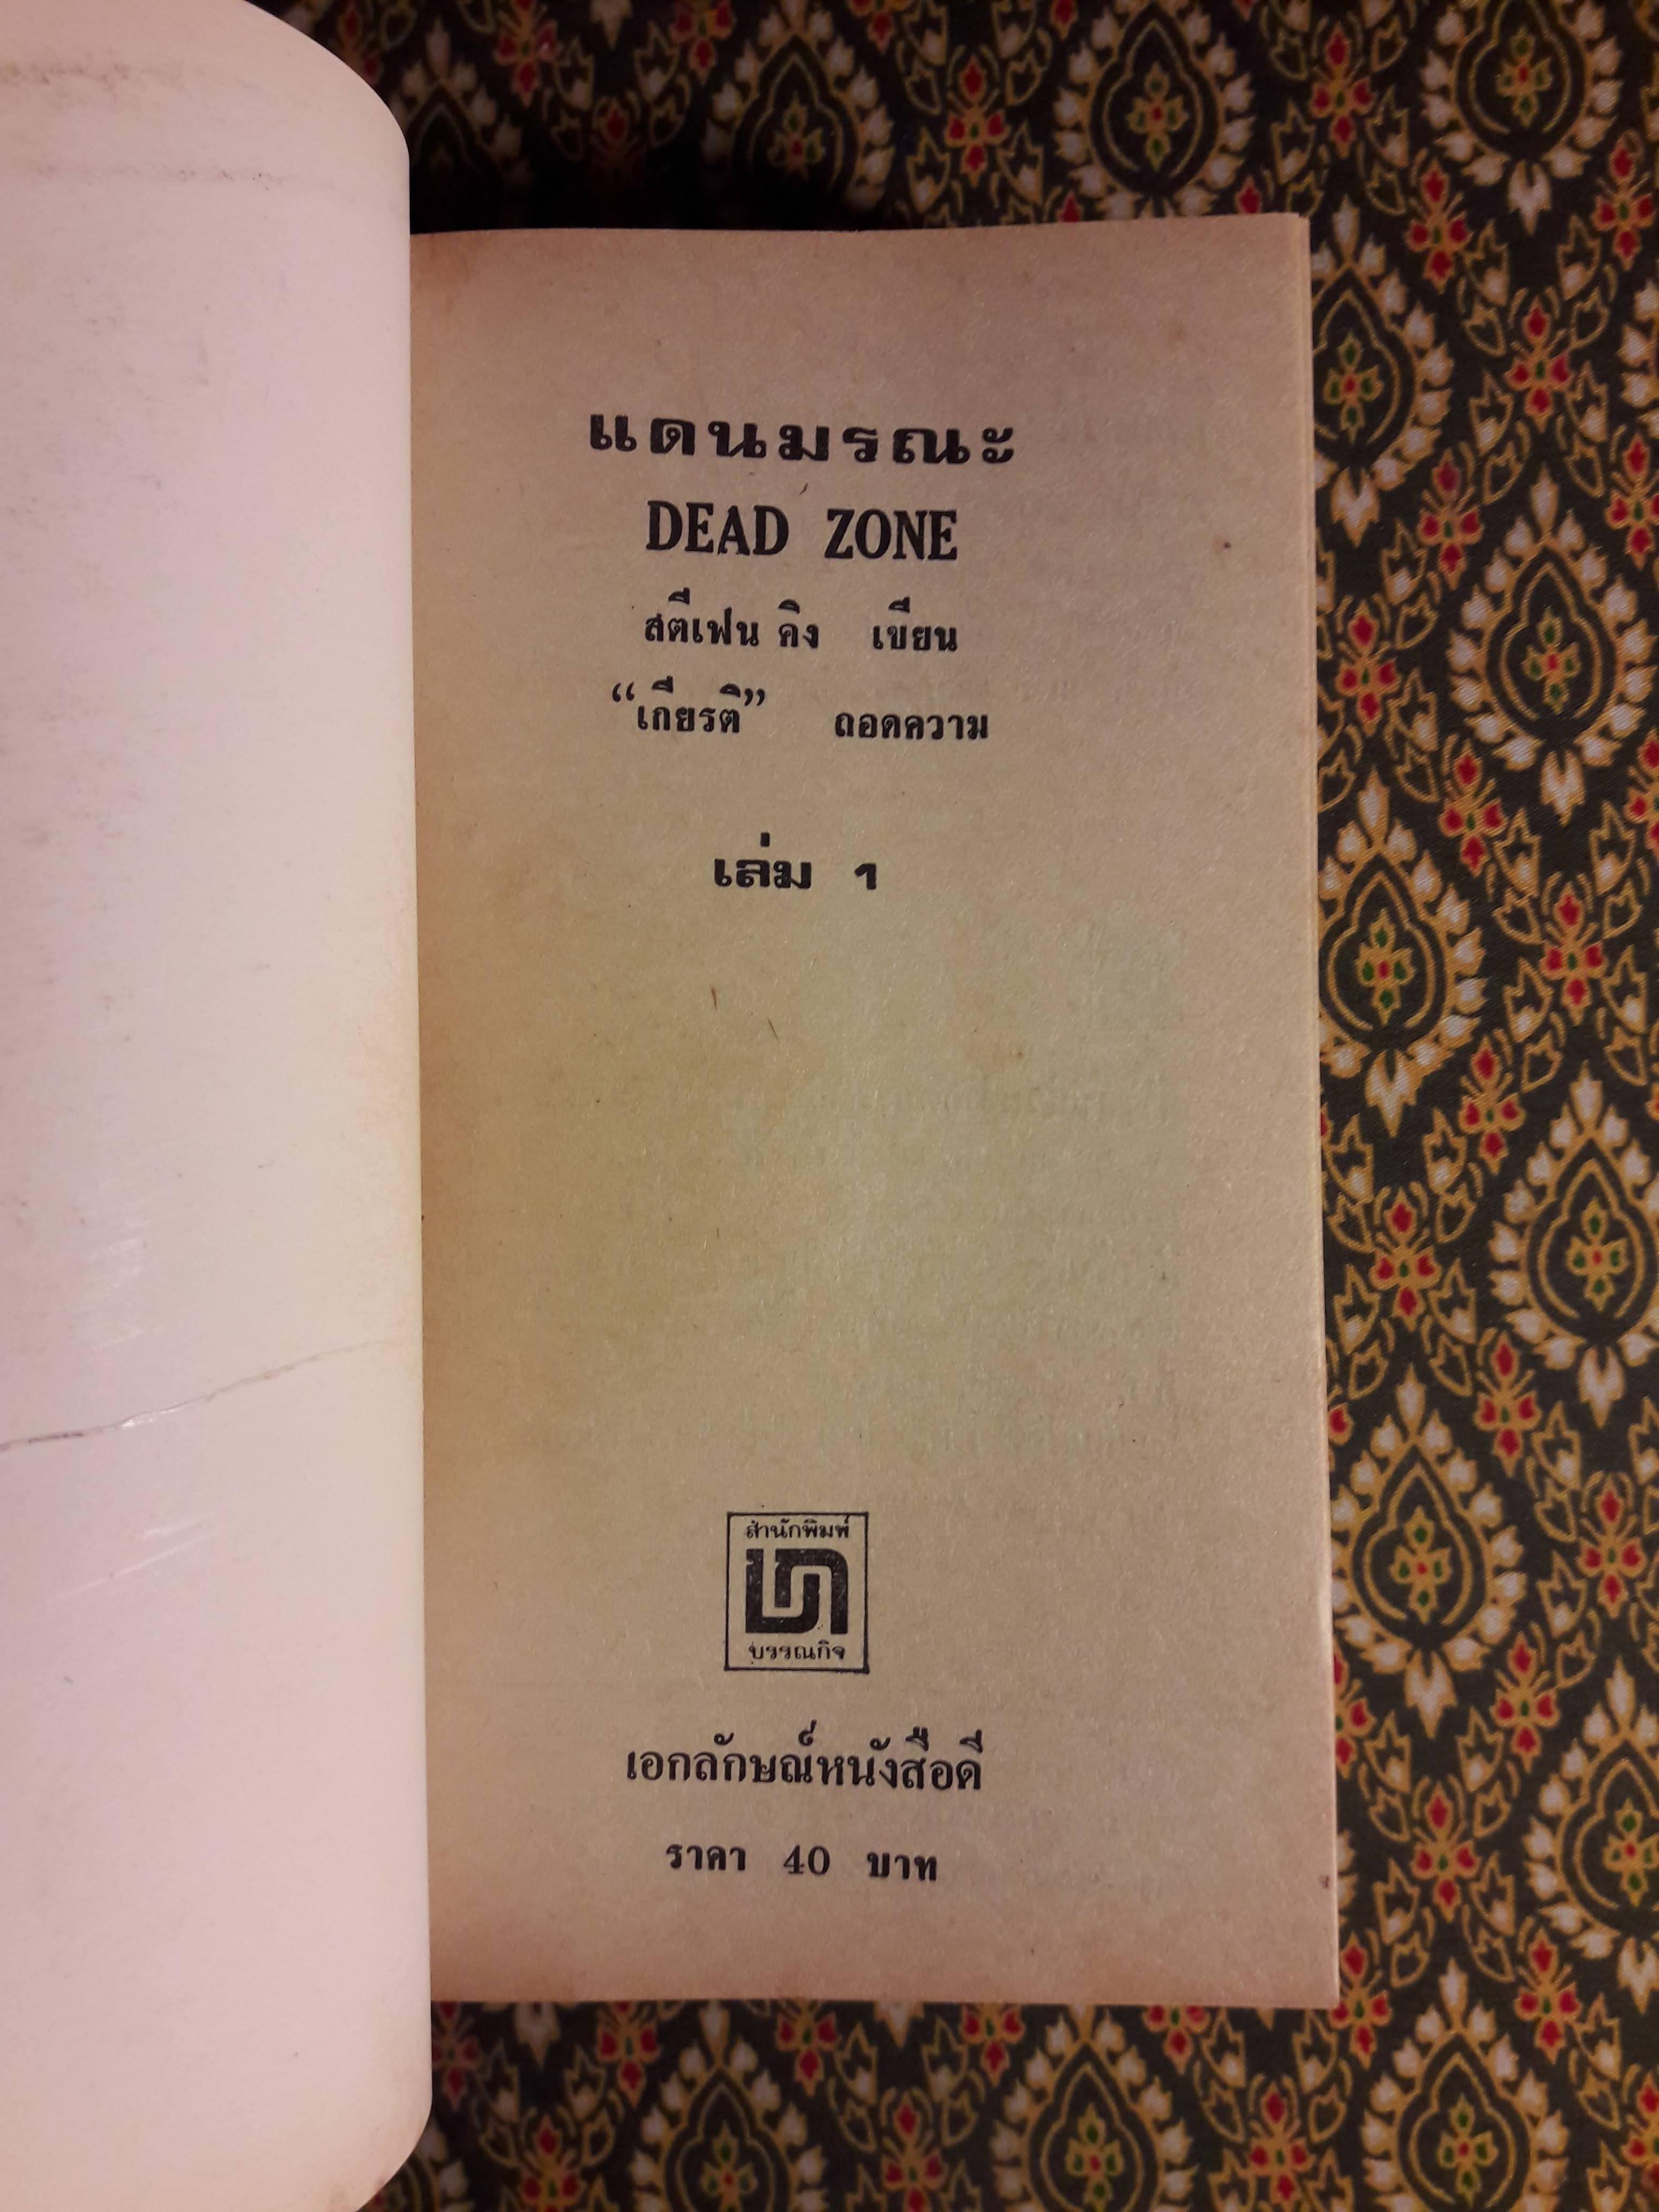 แดนมรณะ
DEAD ZONE
สตีเฟน คิง เขียน
“เกียรติ” ถอดความ
เล่ม 1
สำนักพิมพ์
บรรณกิจ
เอกลักษณ์หนังสือดี
ราคา 40 บาท